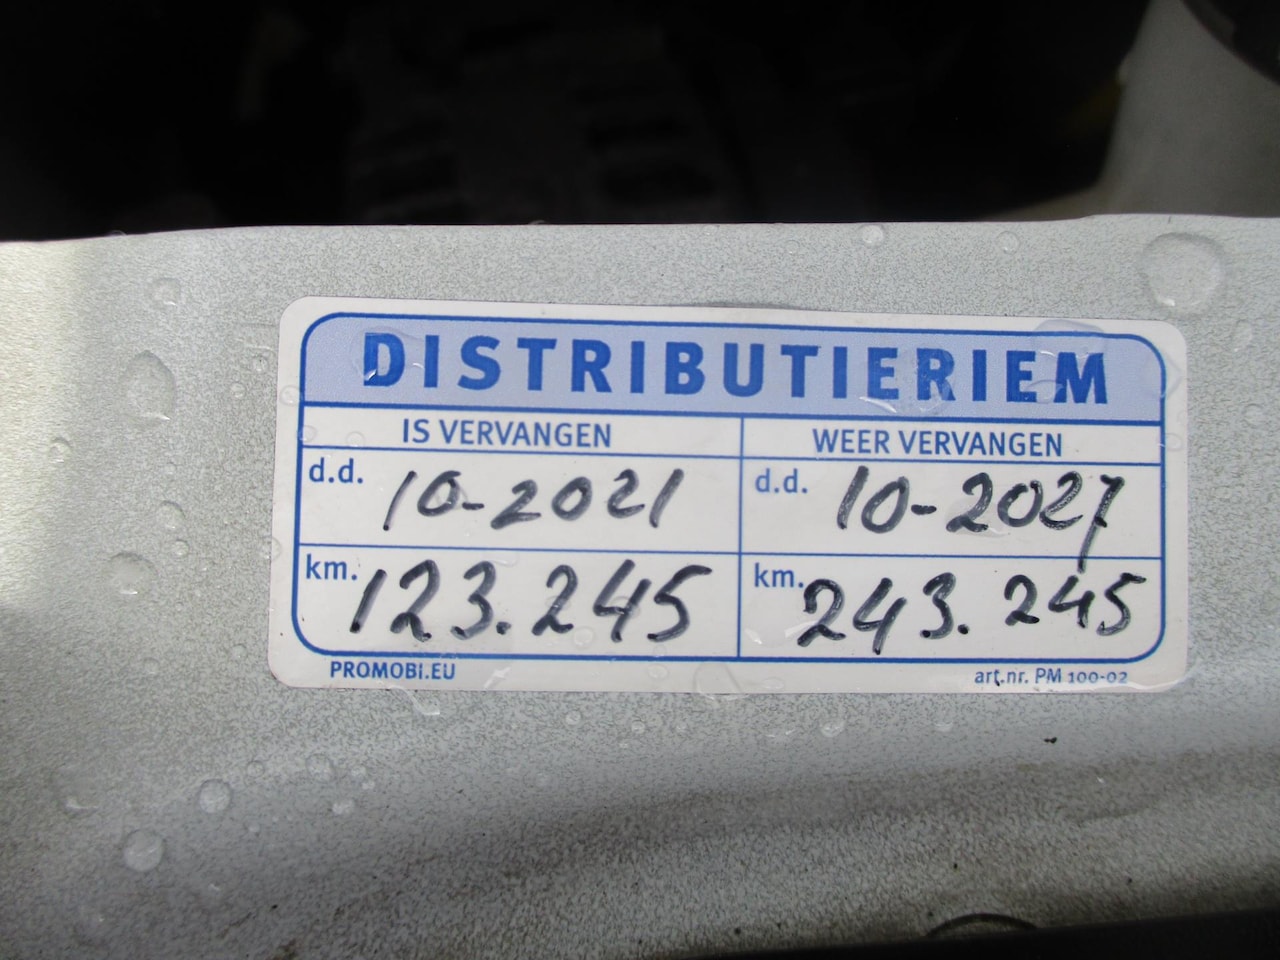 DISTRIBUTIERIEM
IS VERVANGEN WEER VERVANGEN
d.d. 10-2021 d.d. 10-2027
km. 123.245 km. 243.245
PROMOBI.EU art.nr. PM 100-02